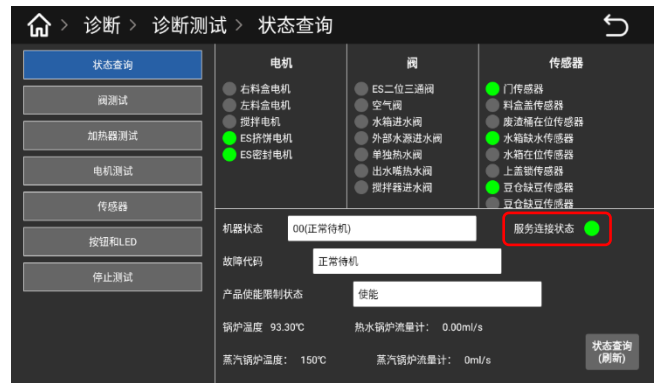 > 诊断 > 诊断测试 > 状态查询
状态查询
阀测试
加热器测试
电机测试
传感器
按钮和LED
停止测试
电机
右料盒电机
左料盒电机
搅拌电机
ES挤饼电机
ES密封电机
阀
ES二位三通阀
空气阀
水箱进水阀
外部水源进水阀
单独热水阀
出水嘴热水阀
搅拌器进水阀
传感器
门传感器
料盒盖传感器
废渣桶在位传感器
水箱缺水传感器
水箱在位传感器
上盖锁传感器
豆仓缺豆传感器
豆仓缺豆传感器
机器状态 00(正常待机) 服务连接状态
故障代码 正常待机
产品使能限制状态 使能
锅炉温度 93.30℃ 热水锅炉流量计： 0.00ml/s
蒸汽锅炉温度： 150℃ 蒸汽锅炉流量计： 0ml/s
状态查询
(刷新)